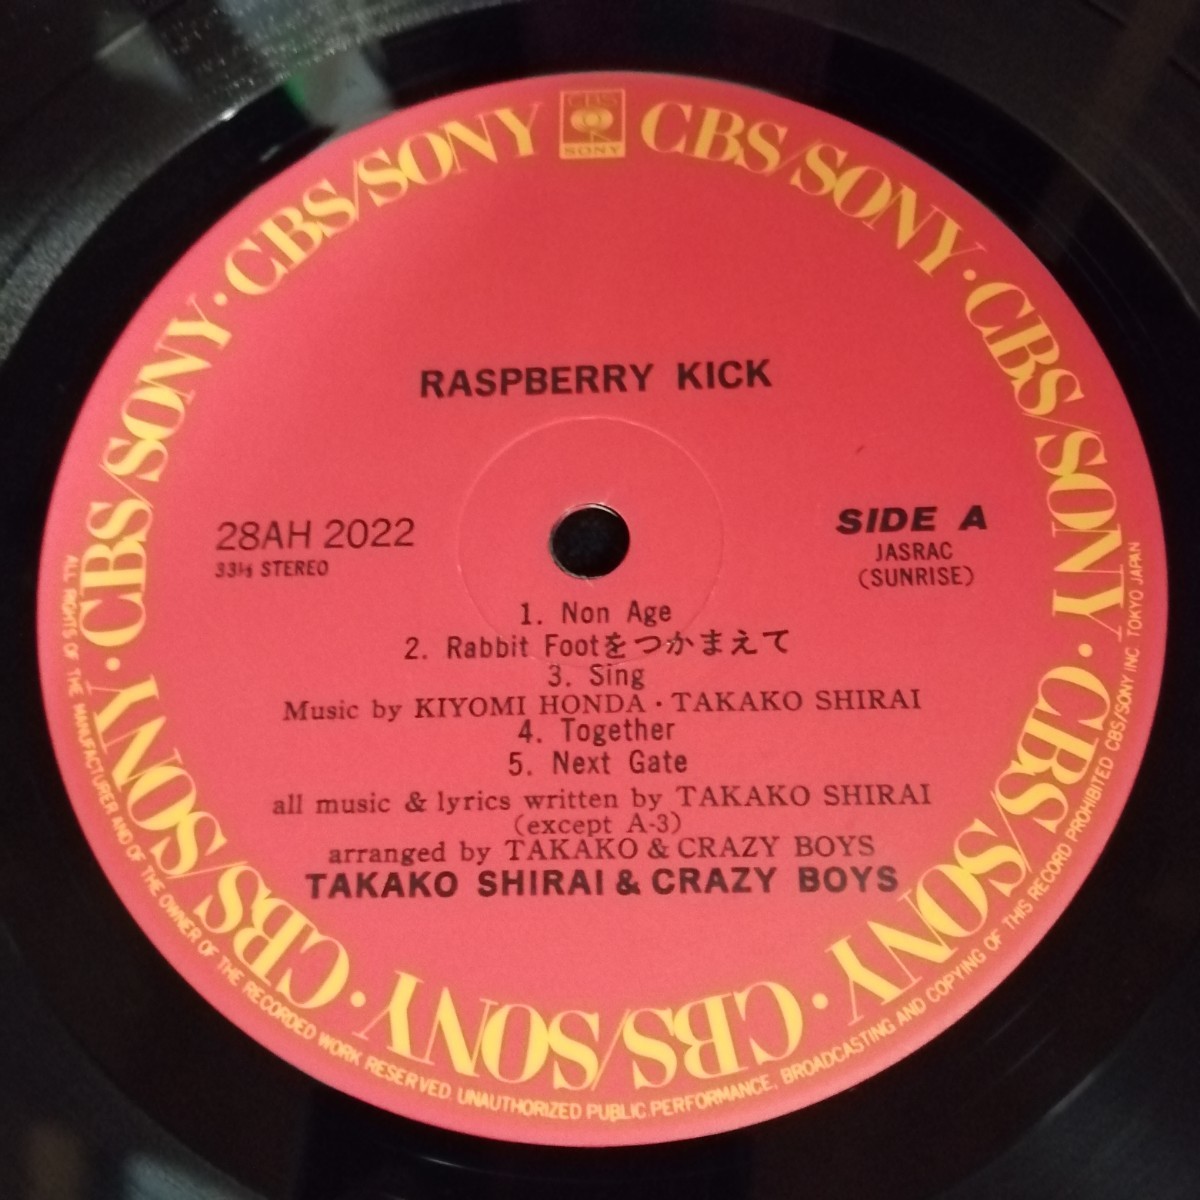 CBS
SONY
CBS/SONY · CBS/SONY · CBS/SONY · CBS/SONY · CBS/SONY · CBS/SONY · CBS/SONY · CBS/SONY
RASPBERRY KICK
28AH 2022
33⅓ STEREO
SIDE A
JASRAC
(SUNRISE)
1. Non Age
2. Rabbit Footをつかまえて
3. Sing
Music by KIYOMI HONDA・TAKAKO SHIRAI
4. Together
5. Next Gate
all music & lyrics written by TAKAKO SHIRAI
(except A-3)
arranged by TAKAKO & CRAZY BOYS
TAKAKO SHIRAI & CRAZY BOYS
ALL RIGHTS OF THE MANUFACTURER AND OF THE OWNER OF THE RECORDED WORK RESERVED. UNAUTHORIZED PUBLIC PERFORMANCE, BROADCASTING AND COPYING OF THIS RECORD PROHIBITED CBS/SONY INC TOKYO JAPAN